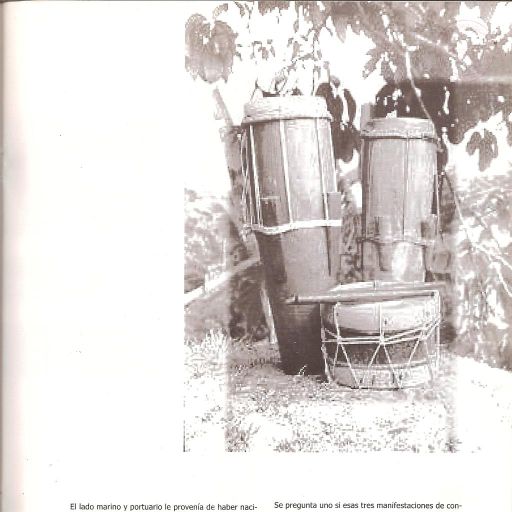 El lado marino y portuario le provenía de haber naci-
Se pregunta uno si esas tres manifestaciones de con-